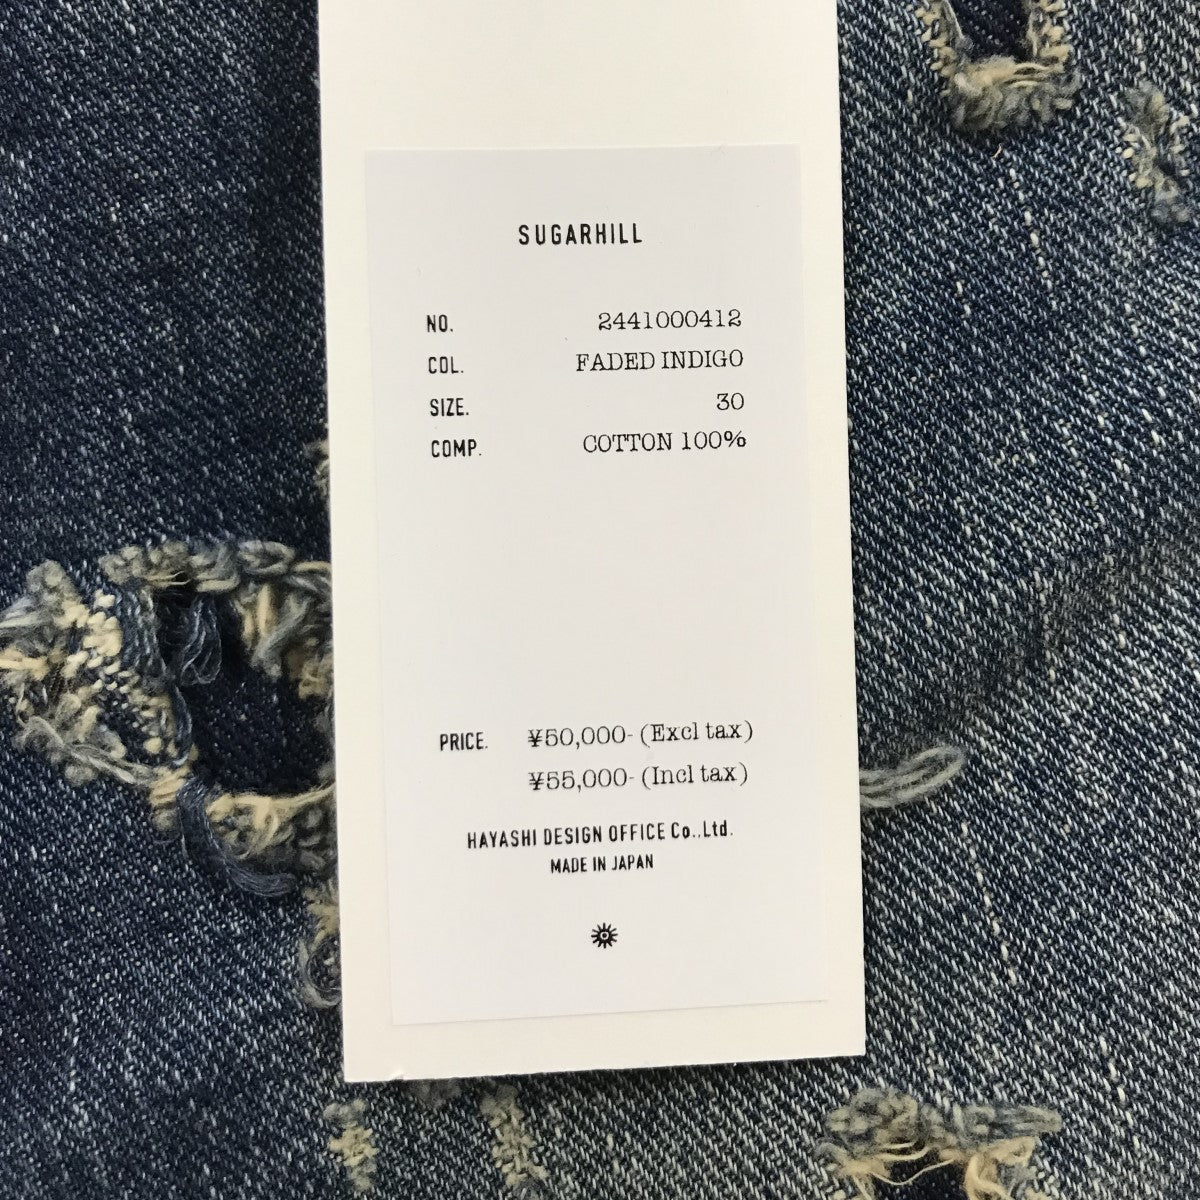 SUGARHILL
NO. 2441000412
COL. FADED INDIGO
SIZE. 30
COMP. COTTON 100%
PRICE. ¥50,000- (Excl tax)
¥55,000- (Incl tax)
HAYASHI DESIGN OFFICE Co..Ltd.
MADE IN JAPAN